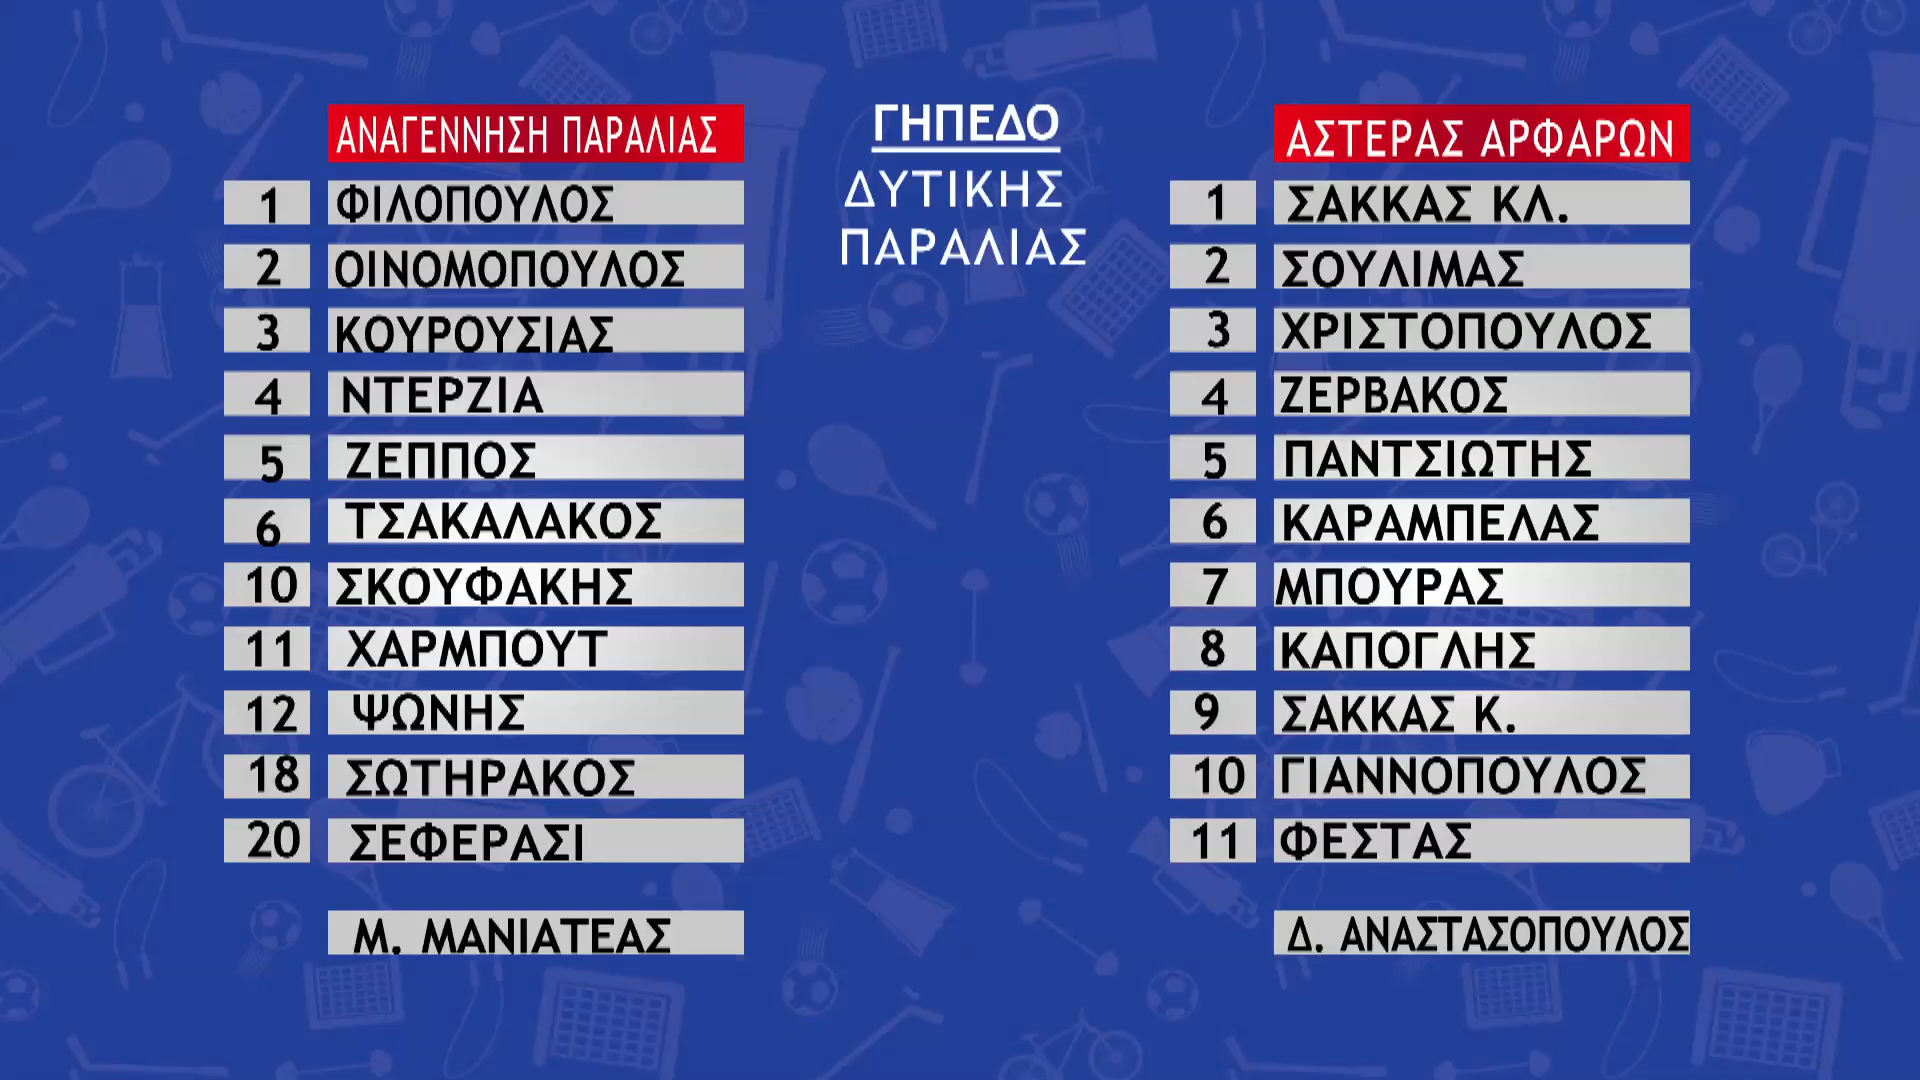 ΑΝΑΓΕΝΝΗΣΗ ΠΑΡΑΛΙΑΣ
1 ΦΙΛΟΠΟΥΛΟΣ
2 ΟΙΝΟΜΟΠΟΥΛΟΣ
3 ΚΟΥΡΟΥΣΙΑΣ
4 ΝΤΕΡΖΙΑ
5 ΖΕΠΠΟΣ
6 ΤΣΑΚΑΛΑΚΟΣ
10 ΣΚΟΥΦΑΚΗΣ
11 ΧΑΡΜΠΟΥΤ
12 ΨΩΝΗΣ
18 ΣΩΤΗΡΑΚΟΣ
20 ΣΕΦΕΡΑΣΙ
Μ. ΜΑΝΙΑΤΕΑΣ
ΓΗΠΕΔΟ
ΔΥΤΙΚΗΣ
ΠΑΡΑΛΙΑΣ
ΑΣΤΕΡΑΣ ΑΡΦΑΡΩΝ
1 ΣΑΚΚΑΣ ΚΛ.
2 ΣΟΥΛΙΜΑΣ
3 ΧΡΙΣΤΟΠΟΥΛΟΣ
4 ΖΕΡΒΑΚΟΣ
5 ΠΑΝΤΣΙΩΤΗΣ
6 ΚΑΡΑΜΠΕΛΑΣ
7 ΜΠΟΥΡΑΣ
8 ΚΑΠΟΓΛΗΣ
9 ΣΑΚΚΑΣ Κ.
10 ΓΙΑΝΝΟΠΟΥΛΟΣ
11 ΦΕΣΤΑΣ
Δ. ΑΝΑΣΤΑΣΟΠΟΥΛΟΣ